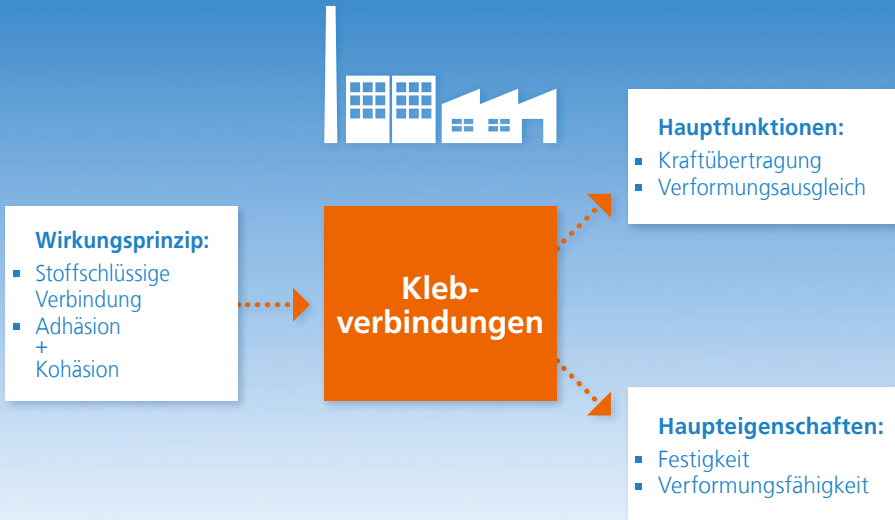 Wirkungsprinzip:
▪ Stoffschlüssige
Verbindung
▪ Adhäsion
+
Kohäsion
Kleb-
verbindungen
Hauptfunktionen:
▪ Kraftübertragung
▪ Verformungsausgleich
Haupteigenschaften:
▪ Festigkeit
▪ Verformungsfähigkeit